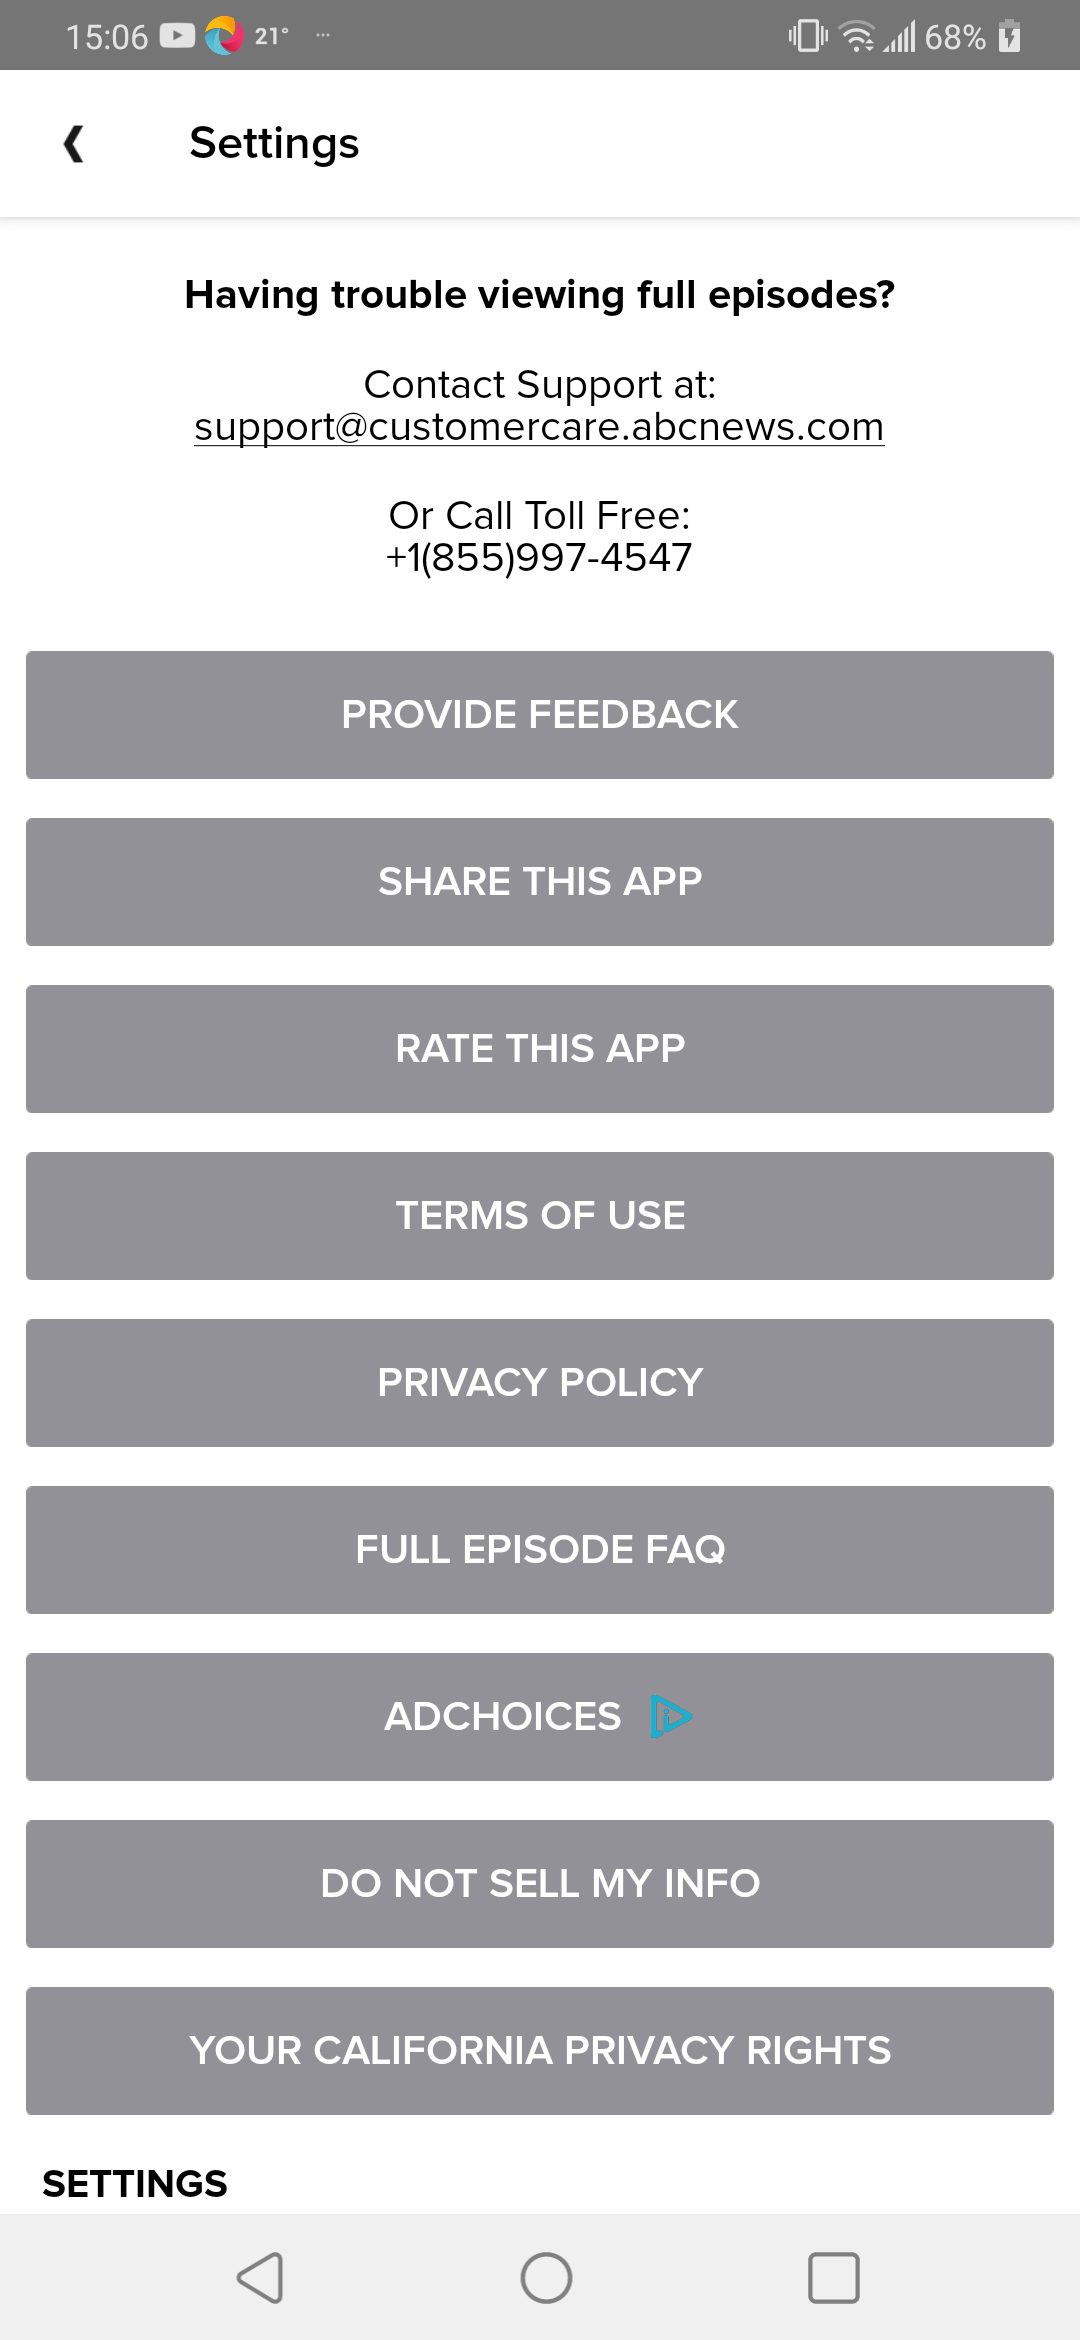 15:06 21° ... 68%
Settings
Having trouble viewing full episodes?
Contact Support at:
support@customercare.abcnews.com
Or Call Toll Free:
+1(855)997-4547
PROVIDE FEEDBACK
SHARE THIS APP
RATE THIS APP
TERMS OF USE
PRIVACY POLICY
FULL EPISODE FAQ
ADCHOICES
DO NOT SELL MY INFO
YOUR CALIFORNIA PRIVACY RIGHTS
SETTINGS